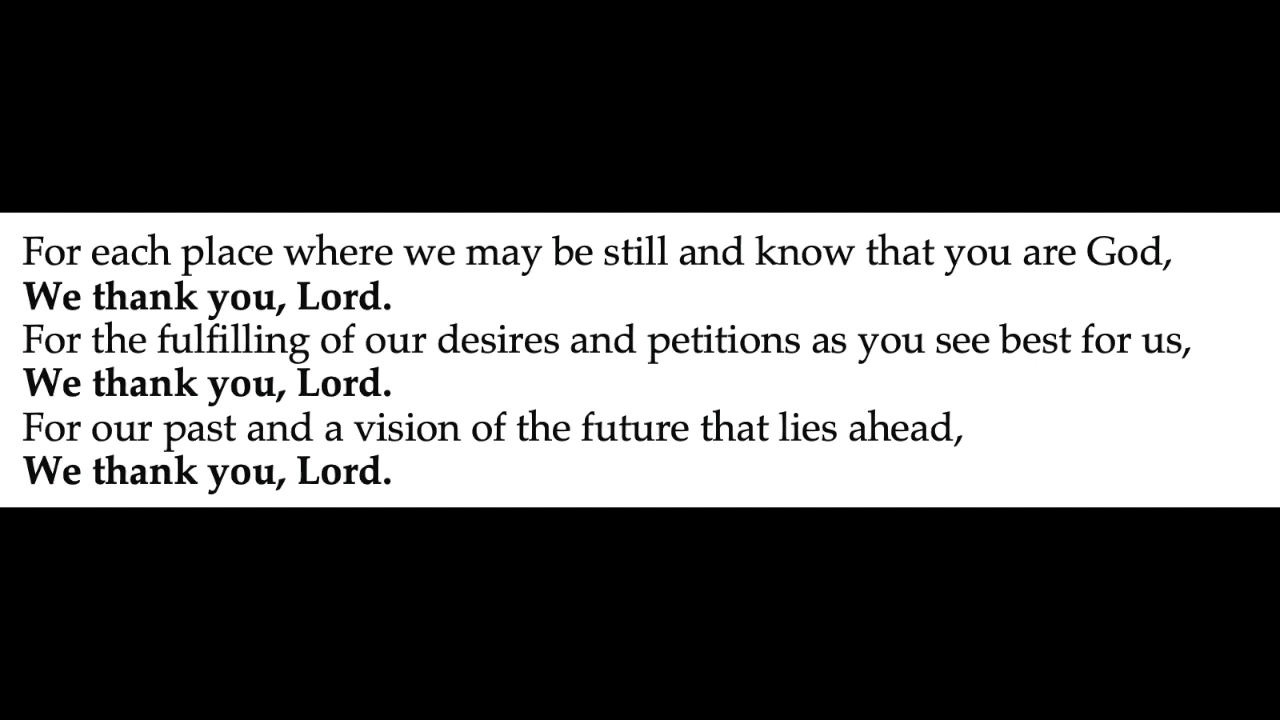 For each place where we may be still and know that you are God,
We thank you, Lord.
For the fulfilling of our desires and petitions as you see best for us,
We thank you, Lord.
For our past and a vision of the future that lies ahead,
We thank you, Lord.